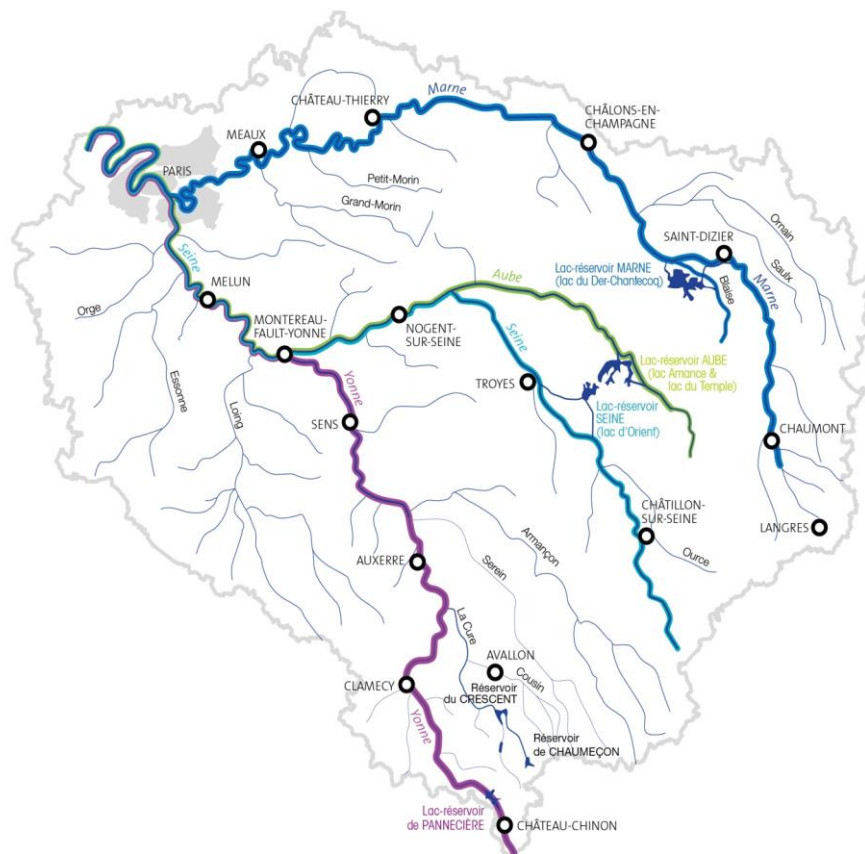 Marne
CHÂTEAU-THIERRY
CHÂLONS-EN-
CHAMPAGNE
MEAUX
PARIS
Petit-Morin
Grand-Morin
Ornain
Saulx
SAINT-DIZIER
Seine
Aube
Lac-réservoir MARNE
(lac du Der-Chantecoq)
Blaise
Marne
MELUN
Orge
MONTEREAU-
FAULT-YONNE
NOGENT-
SUR-SEINE
Seine
Lac-réservoir AUBE
(lac Amance &
lac du Temple)
Essonne
Loing
Yonne
TROYES
Lac-réservoir
SEINE
(lac d'Orient)
SENS
CHAUMONT
CHÂTILLON-
SUR-SEINE
LANGRES
Ource
Armançon
Serein
AUXERRE
La Cure
AVALLON
Cousin
CLAMECY
Réservoir
du CRESCENT
Yonne
Réservoir
de CHAUMEÇON
Lac-réservoir
de PANNECIÈRE
CHÂTEAU-CHINON